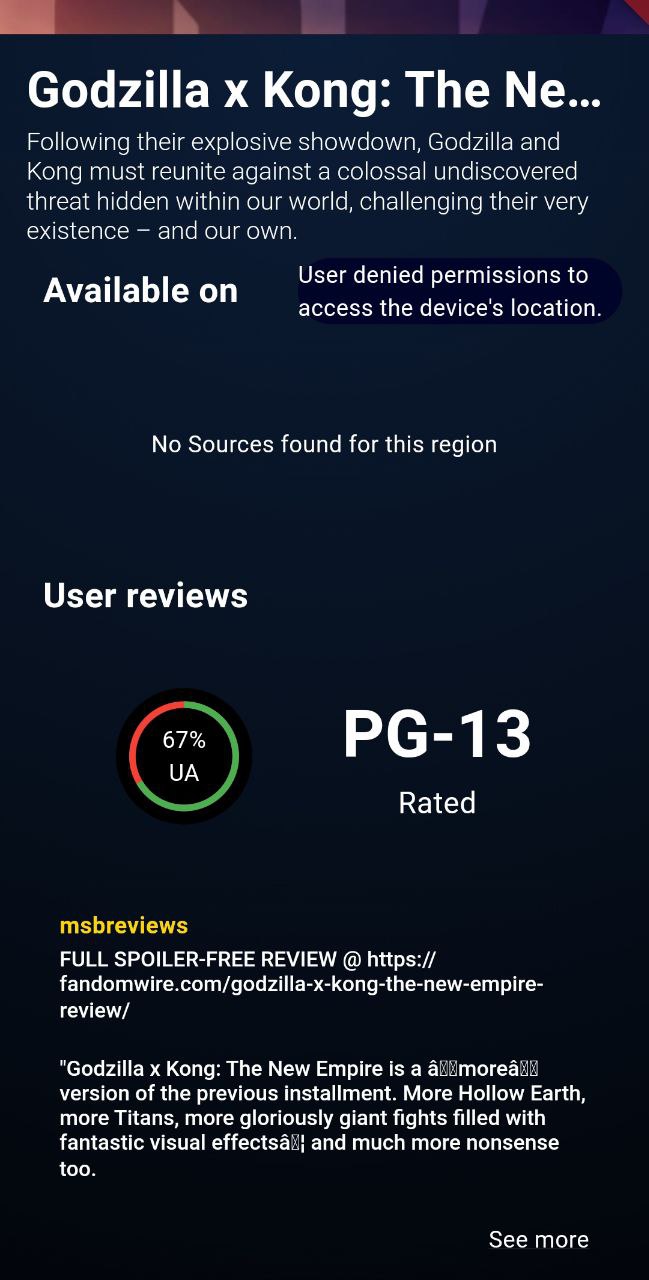 Godzilla x Kong: The Ne...
Following their explosive showdown, Godzilla and
Kong must reunite against a colossal undiscovered
threat hidden within our world, challenging their very
existence – and our own.
Available on
User denied permissions to
access the device's location.
No Sources found for this region
User reviews
67%
UA
PG-13
Rated
msbreviews
FULL SPOILER-FREE REVIEW @ https://
fandomwire.com/godzilla-x-kong-the-new-empire-
review/
"Godzilla x Kong: The New Empire is a â￿￿moreâ￿￿
version of the previous installment. More Hollow Earth,
more Titans, more gloriously giant fights filled with
fantastic visual effectsâ￿¦ and much more nonsense
too.
See more